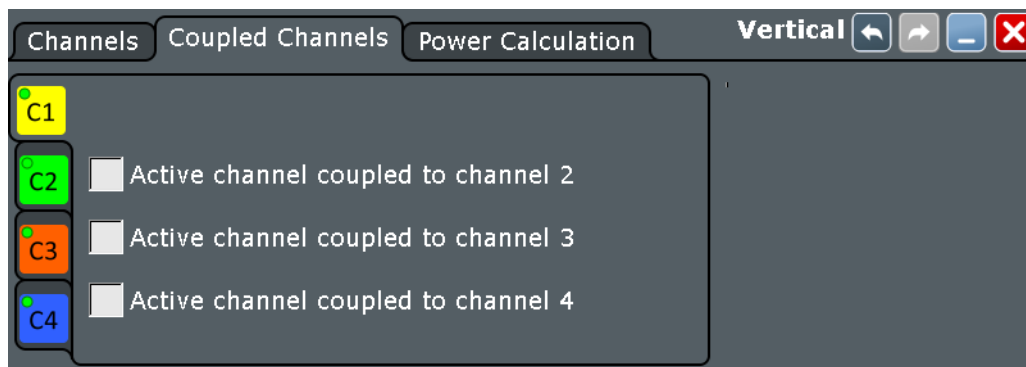 Channels Coupled Channels Power Calculation Vertical
C1
C2 Active channel coupled to channel 2
C3 Active channel coupled to channel 3
C4 Active channel coupled to channel 4